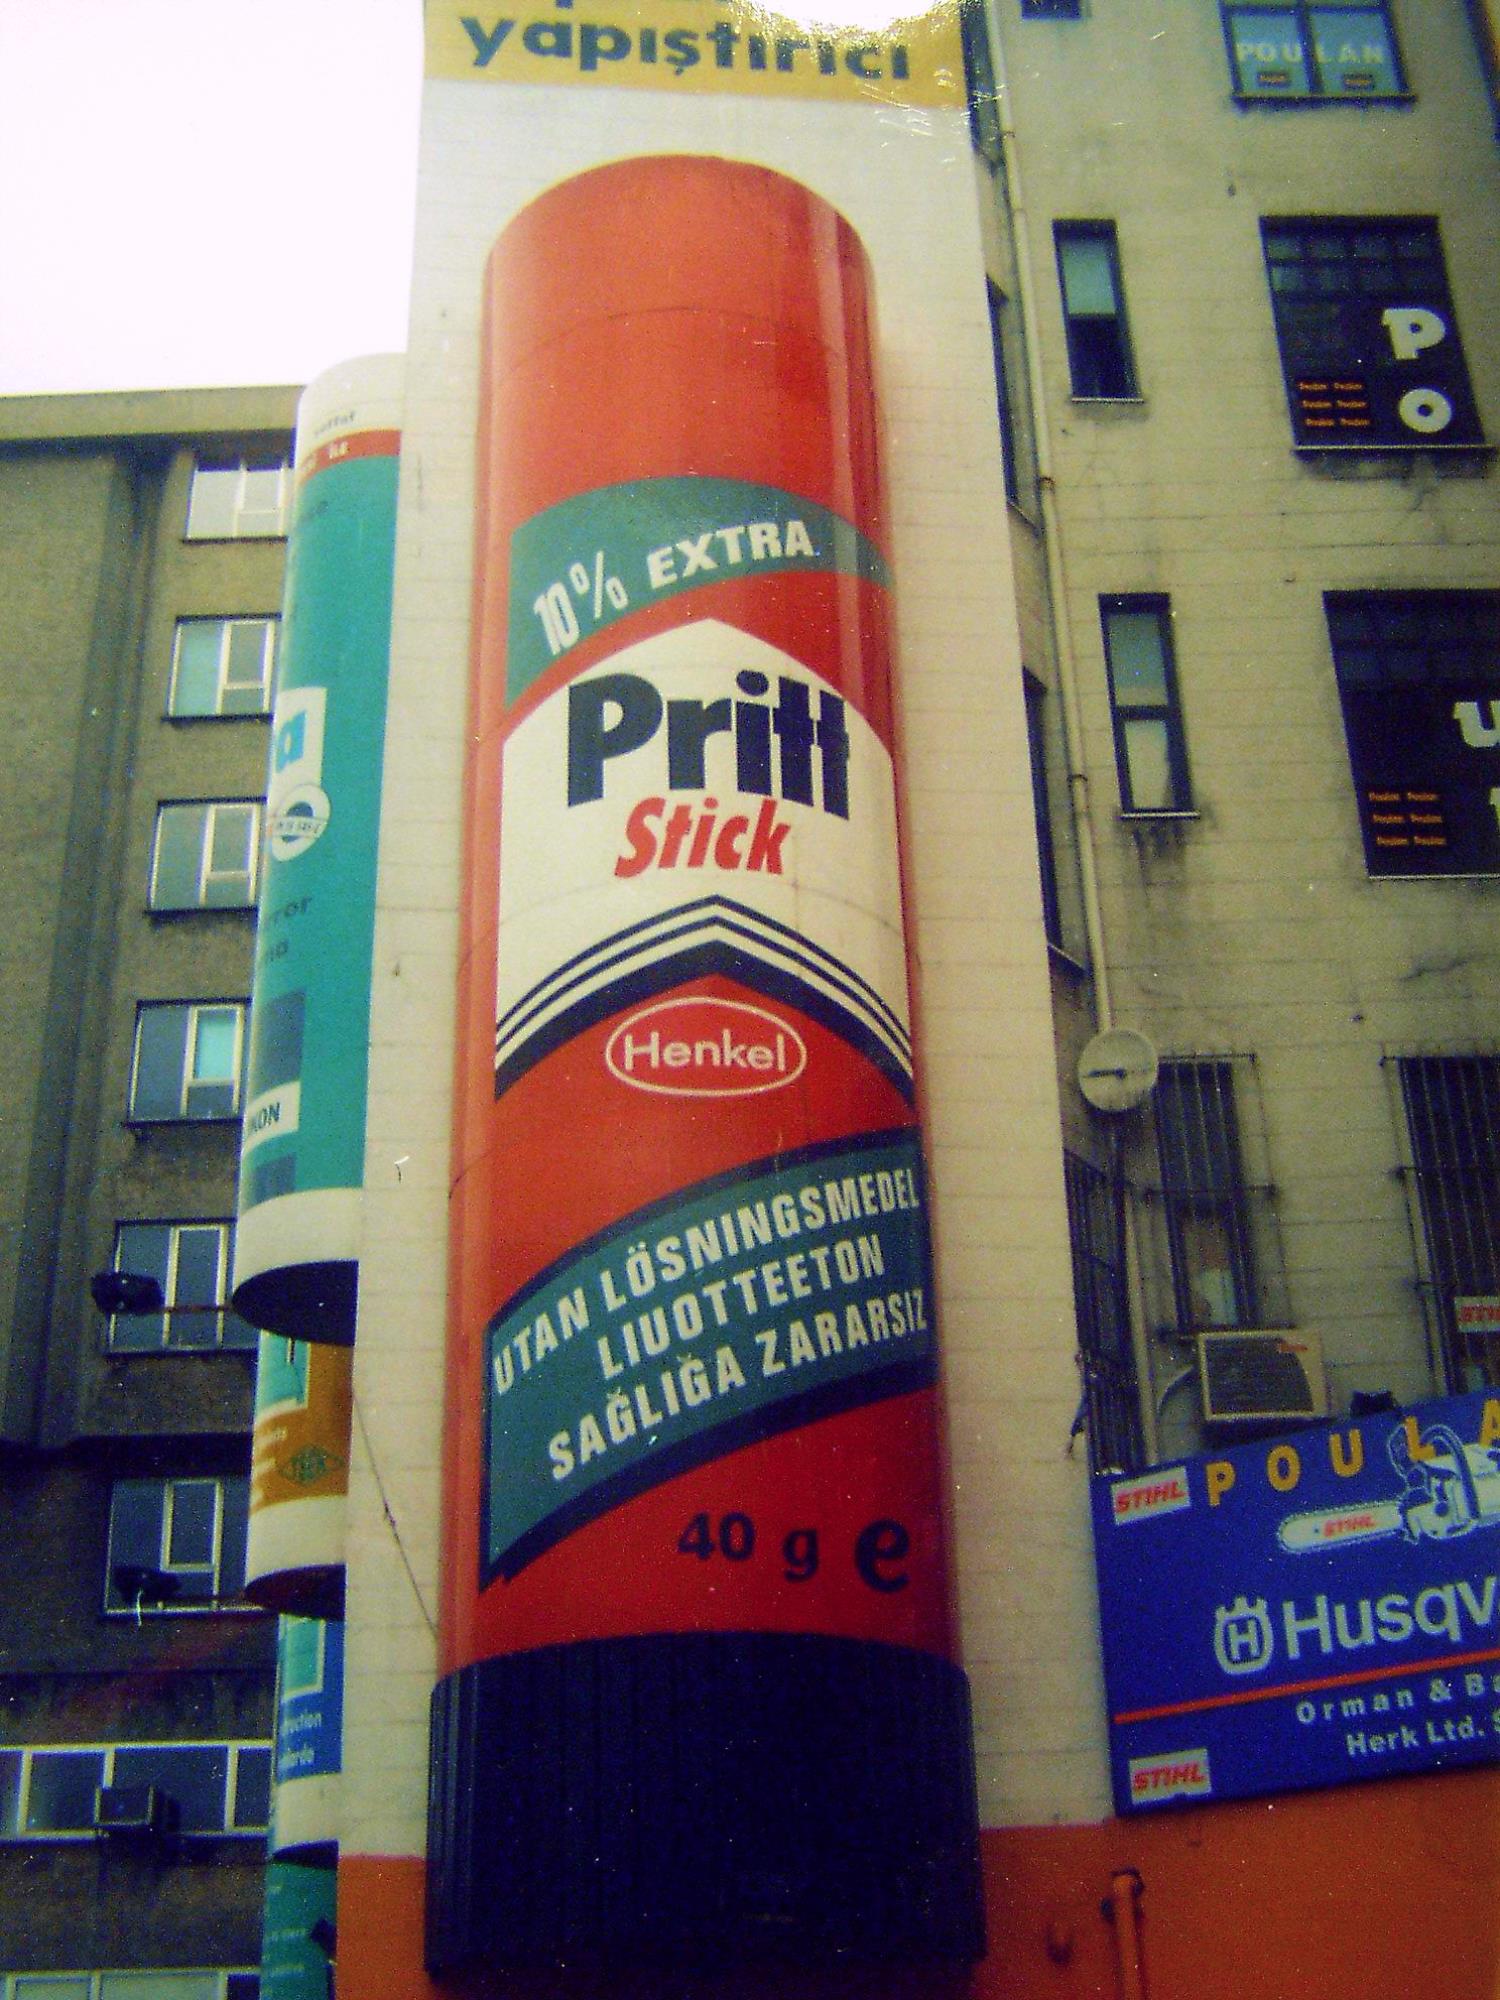 yapıştırıcı
POULAN
P
O
10% EXTRA
Pritt
Stick
Henkel
UTAN LÖSNINGSMEDEL
LIUOTTEETON
SAĞLIĞA ZARARSIZ
40 g e
STIHL
POULA
STIHL
H Husqv
Orman & Ba
Herk Ltd. Ş
STIHL